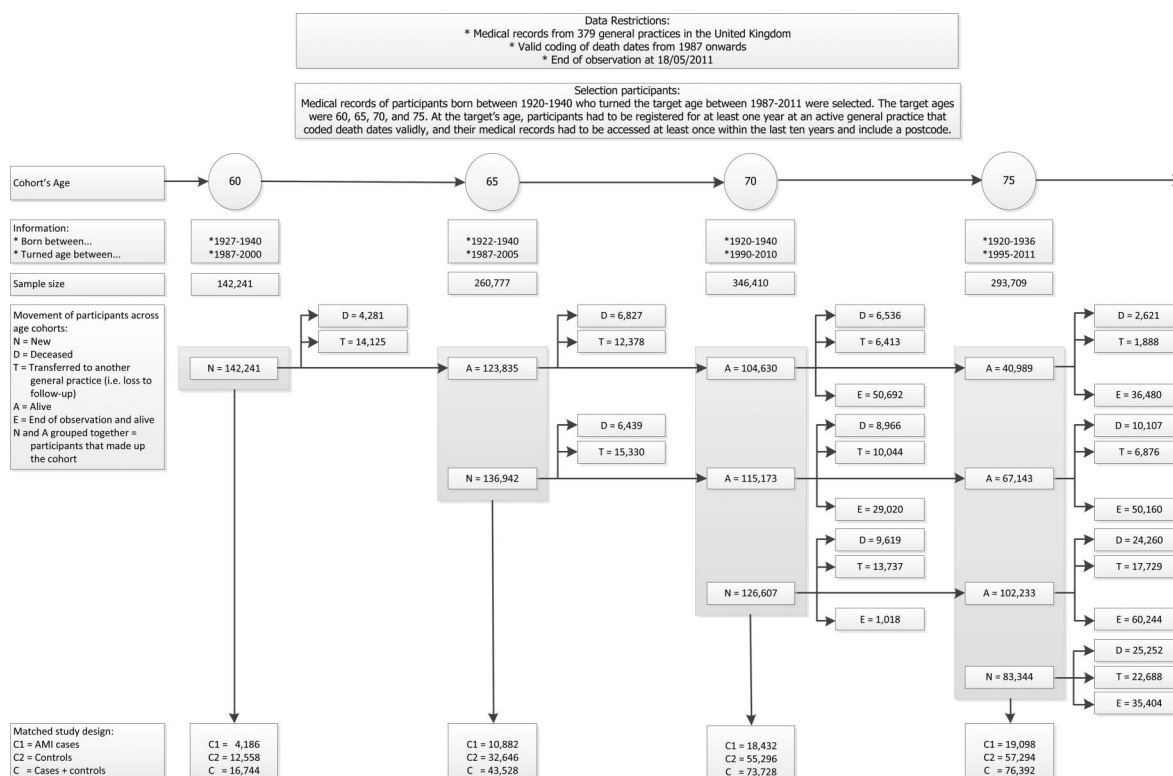 Data Restrictions:
* Medical records from 379 general practices in the United Kingdom
* Valid coding of death dates from 1987 onwards
* End of observation at 18/05/2011
Selection participants:
Medical records of participants born between 1920-1940 who turned the target age between 1987-2011 were selected. The target ages
were 60, 65, 70, and 75. At the target's age, participants had to be registered for at least one year at an active general practice that
coded death dates validly, and their medical records had to be accessed at least once within the last ten years and include a postcode.
Cohort's Age
60
65
70
75
Information:
* Born between...
* Turned age between...
*1927-1940
*1987-2000
*1922-1940
*1987-2005
*1920-1940
*1990-2010
*1920-1936
*1995-2011
Sample size
142,241
260,777
346,410
293,709
Movement of participants across
age cohorts:
N = New
D = Deceased
T = Transferred to another
general practice (i.e. loss to
follow-up)
A = Alive
E = End of observation and alive
N and A grouped together =
participants that made up
the cohort
N = 142,241
D = 4,281
T = 14,125
A = 123,835
D = 6,827
T = 12,378
N = 136,942
D = 6,439
T = 15,330
A = 104,630
D = 6,536
T = 6,413
E = 50,692
A = 115,173
D = 8,966
T = 10,044
E = 29,020
N = 126,607
D = 9,619
T = 13,737
E = 1,018
A = 40,989
D = 2,621
T = 1,888
E = 36,480
A = 67,143
D = 10,107
T = 6,876
E = 50,160
A = 102,233
D = 24,260
T = 17,729
E = 60,244
N = 83,344
D = 25,252
T = 22,688
E = 35,404
Matched study design:
C1 = AMI cases
C2 = Controls
C = Cases + controls
C1 = 4,186
C2 = 12,558
C = 16,744
C1 = 10,882
C2 = 32,646
C = 43,528
C1 = 18,432
C2 = 55,296
C = 73,728
C1 = 19,098
C2 = 57,294
C = 76,392